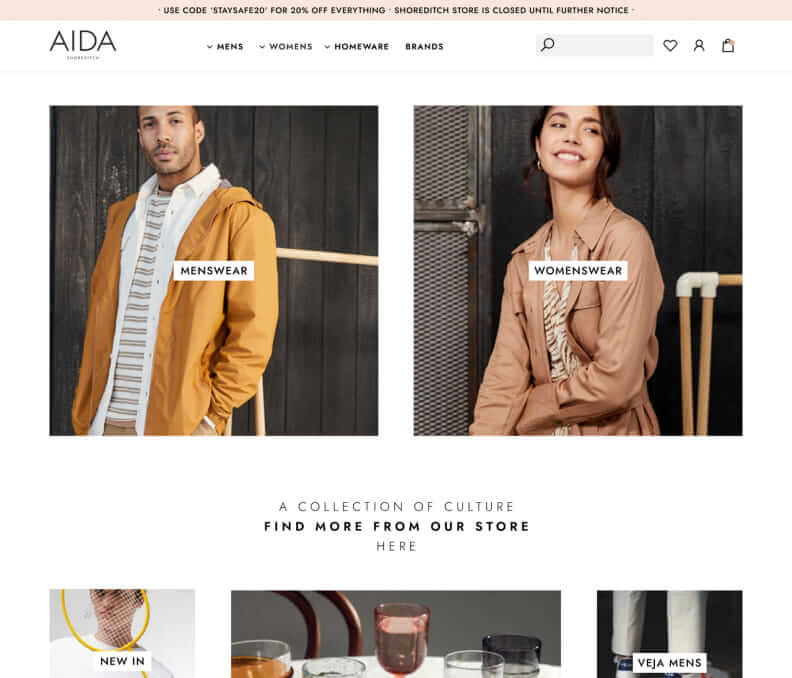 · USE CODE 'STAYSAFE20' FOR 20% OFF EVERYTHING · SHOREDITCH STORE IS CLOSED UNTIL FURTHER NOTICE ·
AIDA
SHOREDITCH
MENS WOMENS HOMEWARE BRANDS
MENSWEAR WOMENSWEAR
A COLLECTION OF CULTURE
FIND MORE FROM OUR STORE
HERE
NEW IN VEJA MENS